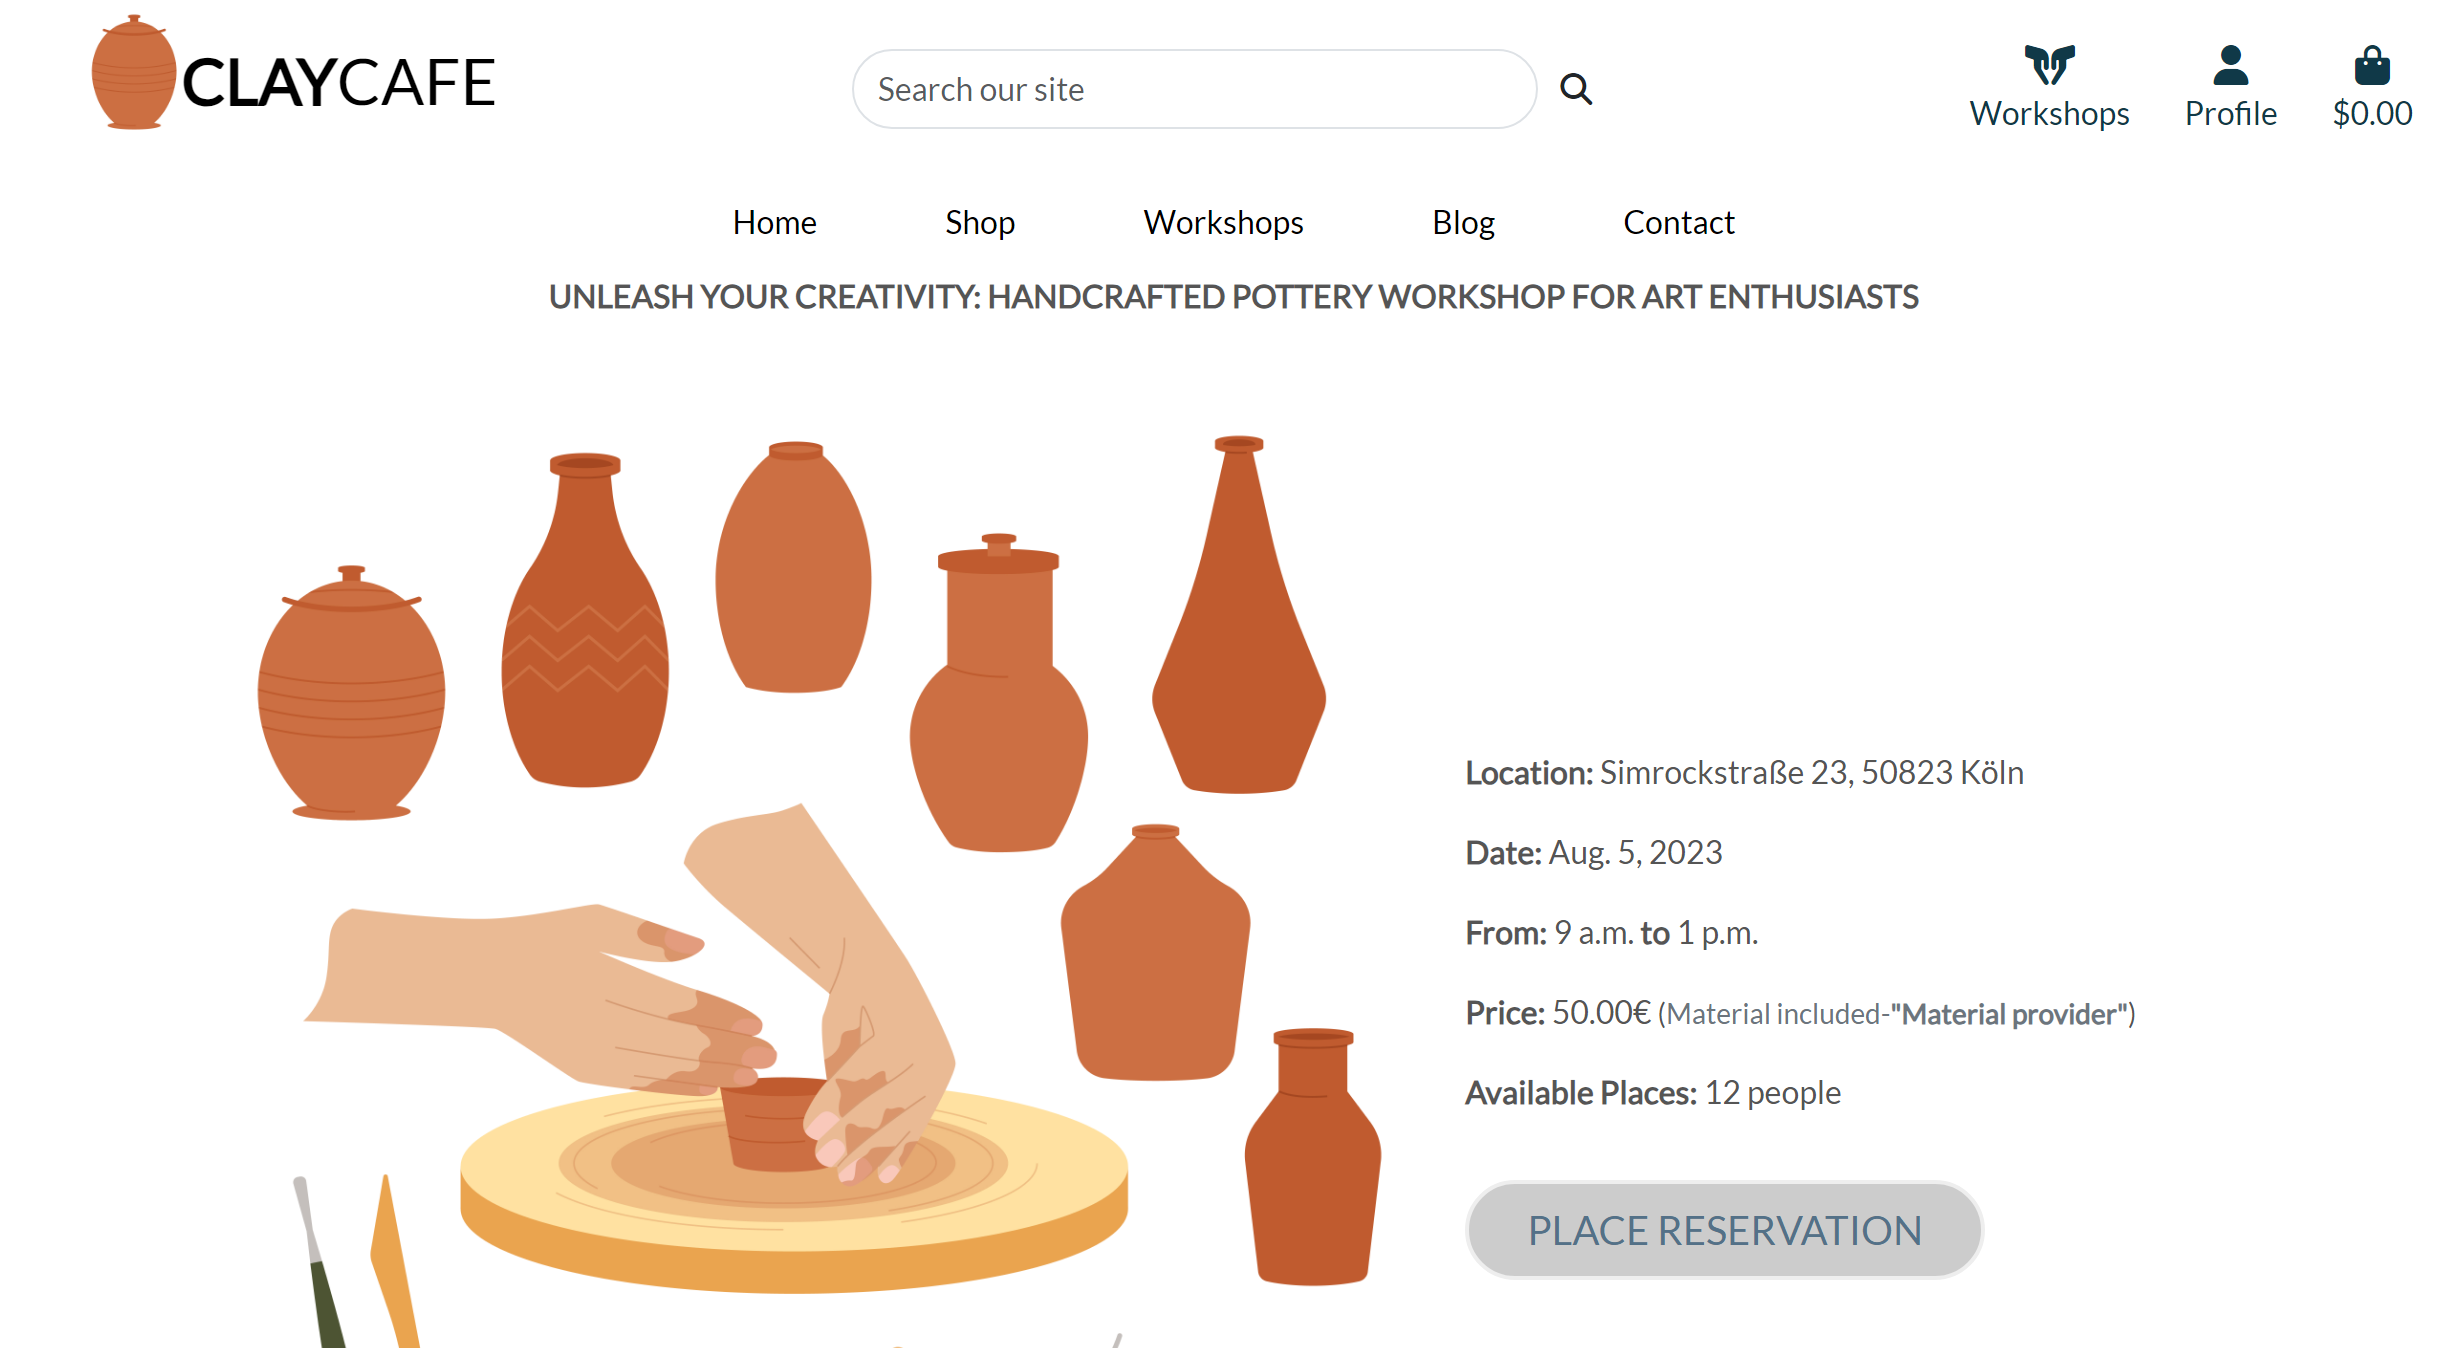 CLAYCAFE
Search our site
Workshops
Profile
$0.00
Home
Shop
Workshops
Blog
Contact
UNLEASH YOUR CREATIVITY: HANDCRAFTED POTTERY WORKSHOP FOR ART ENTHUSIASTS
Location: Simrockstraße 23, 50823 Köln
Date: Aug. 5, 2023
From: 9 a.m. to 1 p.m.
Price: 50.00€ (Material included-"Material provider")
Available Places: 12 people
PLACE RESERVATION